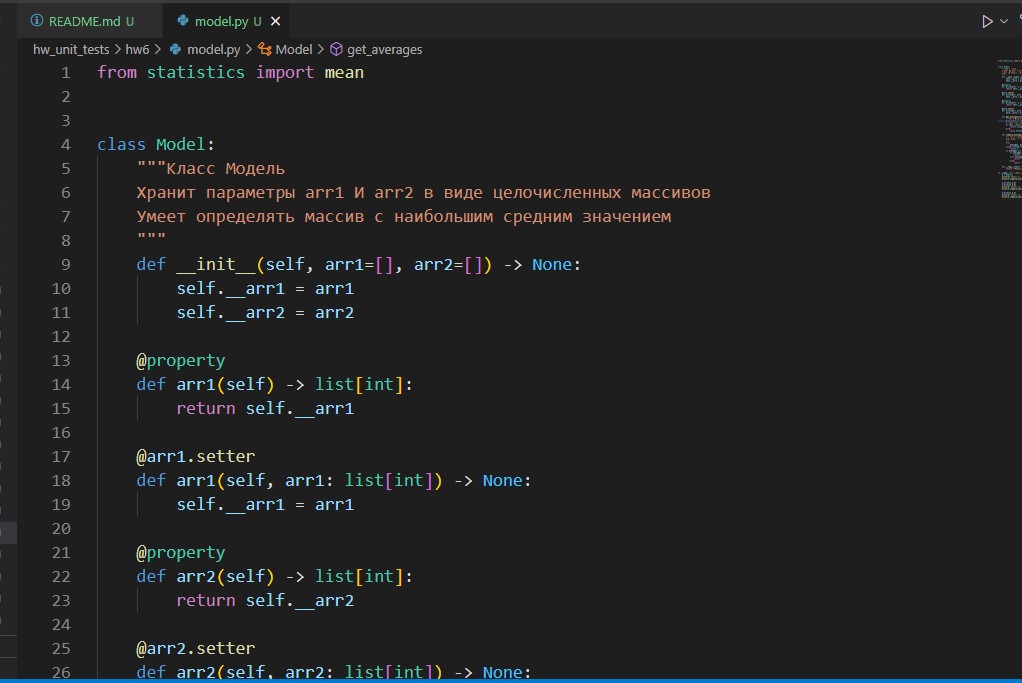 README.md U model.py U
hw_unit_tests > hw6 > model.py > Model > get_averages
1 from statistics import mean
2
3
4 class Model:
5 """Класс Модель
6 Хранит параметры arr1 И arr2 в виде целочисленных массивов
7 Умеет определять массив с наибольшим средним значением
8 """
9 def __init__(self, arr1=[], arr2=[]) -> None:
10 self.__arr1 = arr1
11 self.__arr2 = arr2
12
13 @property
14 def arr1(self) -> list[int]:
15 return self.__arr1
16
17 @arr1.setter
18 def arr1(self, arr1: list[int]) -> None:
19 self.__arr1 = arr1
20
21 @property
22 def arr2(self) -> list[int]:
23 return self.__arr2
24
25 @arr2.setter
26 def arr2(self, arr2: list[int]) -> None: